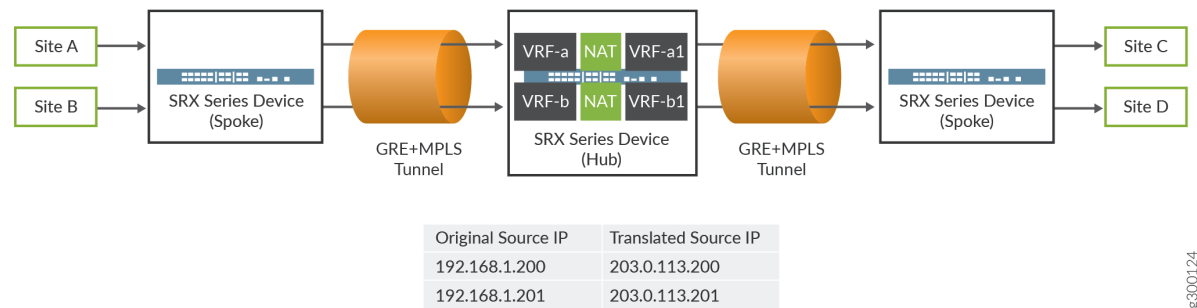 Site A
Site B
SRX Series Device
(Spoke)
GRE+MPLS
Tunnel
VRF-a NAT VRF-a1
VRF-b NAT VRF-b1
SRX Series Device
(Hub)
GRE+MPLS
Tunnel
SRX Series Device
(Spoke)
Site C
Site D
Original Source IP Translated Source IP
192.168.1.200 203.0.113.200
192.168.1.201 203.0.113.201
g300124